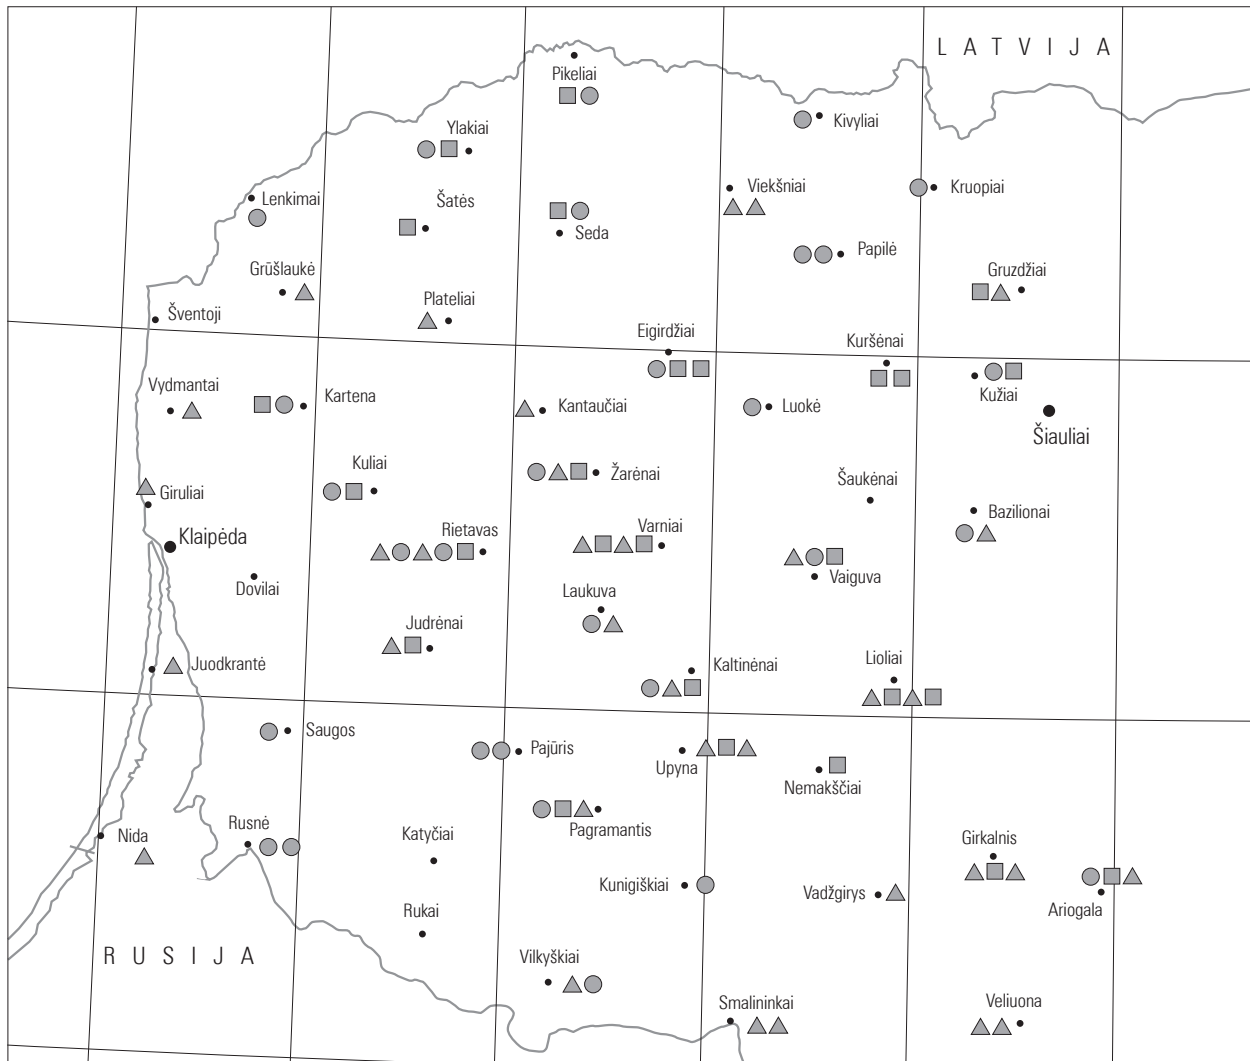 LATVIJA
Pikeliai
Kivyliai
Ylakiai
Viekšniai
Kruopiai
Lenkimai
Šatės
Seda
Papilė
Grūšlaukė
Gruzdžiai
Plateliai
Šventoji
Eigirdžiai
Kuršėnai
Vydmantai
Kartena
Kantaučiai
Luokė
Kužiai
Šiauliai
Kuliai
Žarėnai
Šaukėnai
Giruliai
Bazilionai
Klaipėda
Rietavas
Varniai
Dovilai
Vaiguva
Laukuva
Judrėnai
Juodkrantė
Kaltinėnai
Lioliai
Saugos
Pajūris
Upyna
Nemakščiai
Nida
Rusnė
Katyčiai
Pagramantis
Girkalnis
Kunigiškiai
Vadžgirys
Ariogala
Rukai
RUSIJA
Vilkyškiai
Smalininkai
Veliuona